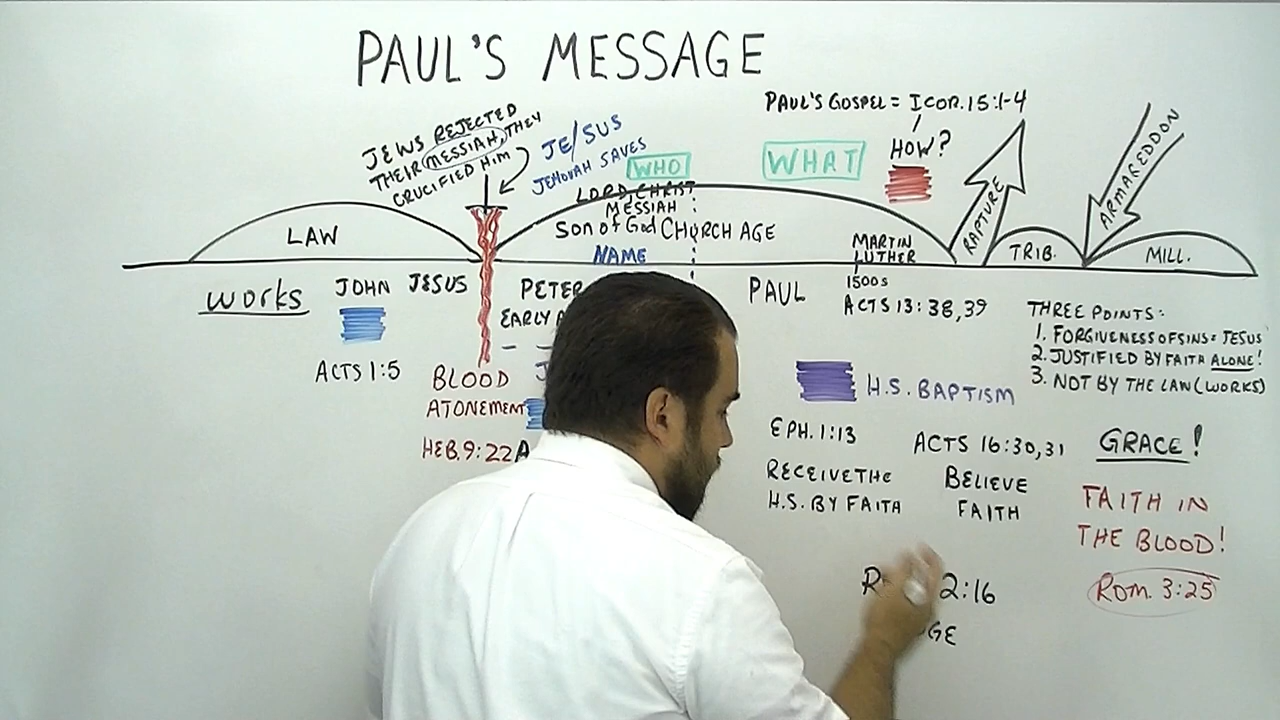 PAUL'S MESSAGE
PAUL'S GOSPEL = I COR. 15:1-4
HOW?
JEWS REJECTED
THEIR MESSIAH, THEY
CRUCIFIED HIM
JE/SUS
JEHOVAH SAVES
WHO
WHAT
LORD, CHRIST
MESSIAH
SON OF GOD
CHURCH AGE
NAME
LAW
MARTIN
LUTHER
1500s
RAPTURE
TRIB.
ARMAGEDDON
MILL.
WORKS
JOHN
JESUS
PETER
EARLY
PAUL
ACTS 13:38,39
THREE POINTS:
1. FORGIVENESS OF SINS = JESUS
2. JUSTIFIED BY FAITH ALONE!
3. NOT BY THE LAW (WORKS)
ACTS 1:5
BLOOD
ATONEMENT
HEB. 9:22
H.S. BAPTISM
EPH. 1:13
RECEIVE THE
H.S. BY FAITH
ACTS 16:30,31
BELIEVE
FAITH
GRACE!
FAITH IN
THE BLOOD!
ROM. 3:25
2:16